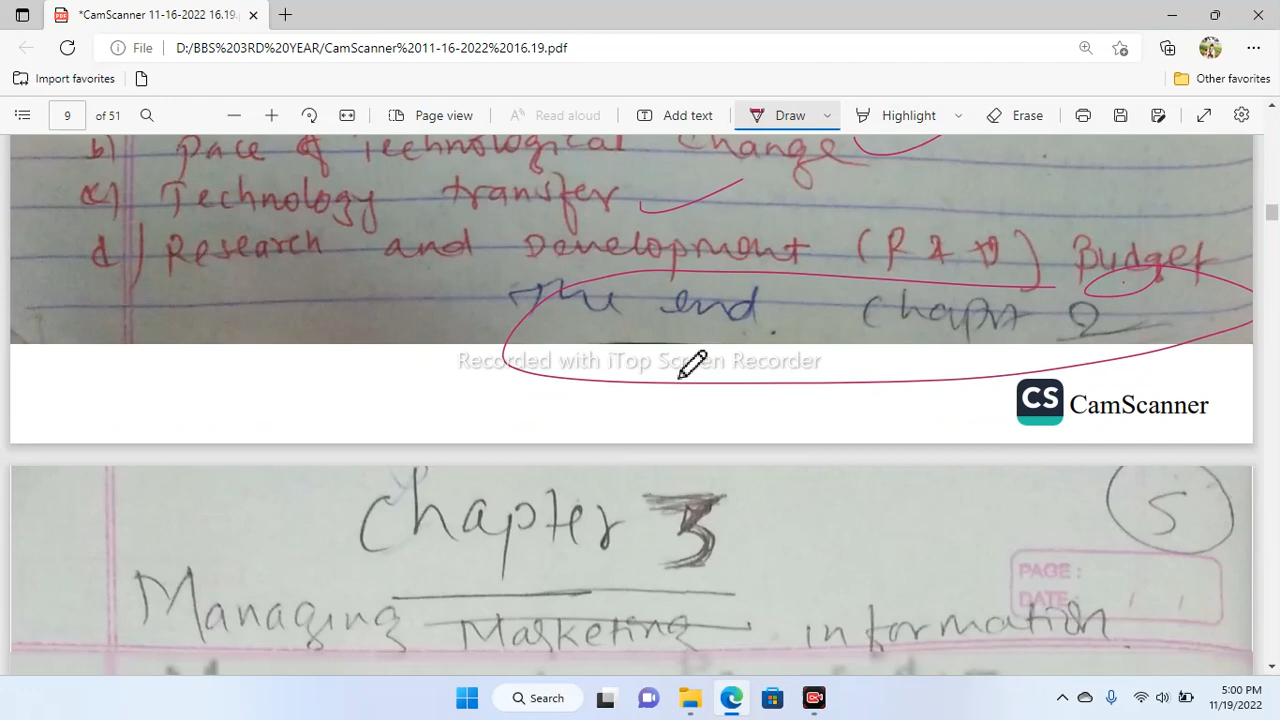 *CamScanner 11-16-2022 16.19.
File D:/BBS%203RD%20YEAR/CamScanner%2011-16-2022%2016.19.pdf
Import favorites Other favorites
9 of 51 Page view Read aloud Add text Draw Highlight Erase
b) Pace of Technological Change
c) Technology transfer
d) Research and Development (R & D) Budget
The end. Chaptr 2
Recorded with iTop Screen Recorder
CS CamScanner
Chapter 3 5
PAGE :
DATE : / /
Managing Marketing information
Search
5:00 PM
11/19/2022